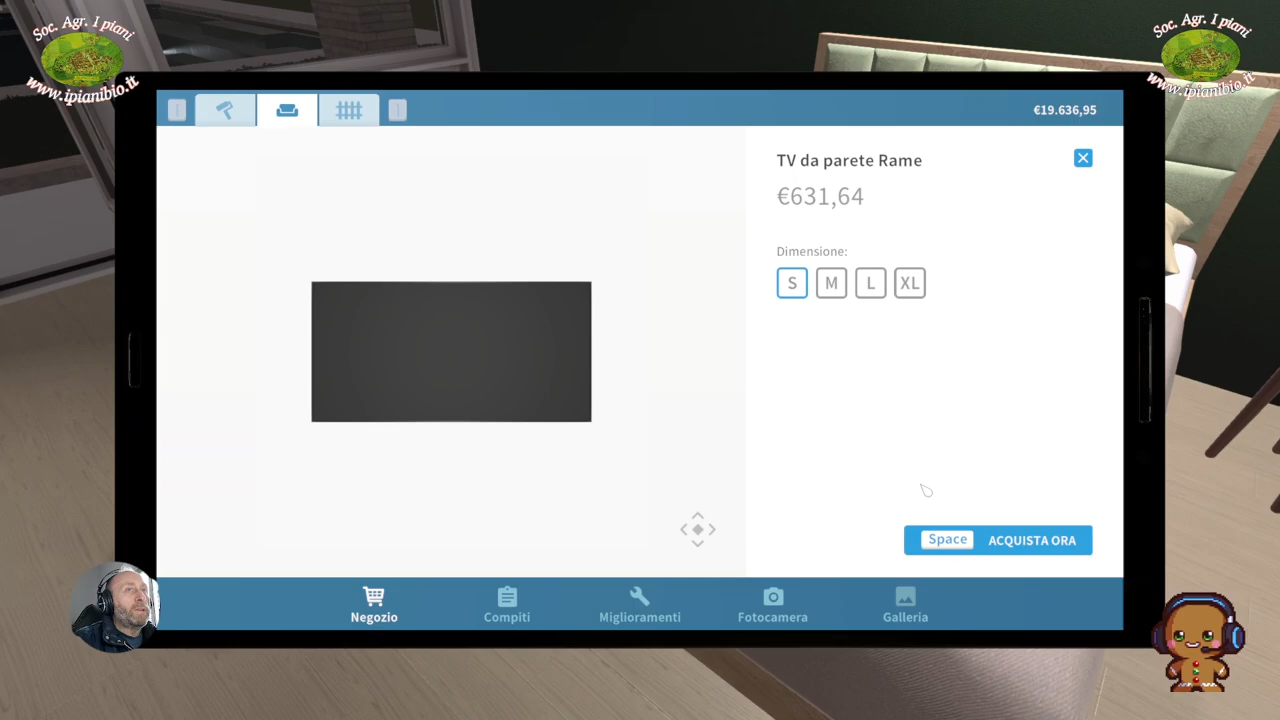 Soc. Agr. I piani
www.ipianibio.it
Soc. Agr. I piani
www.ipianibio.it
€19.636,95
TV da parete Rame
€631,64
Dimensione:
S M L XL
Space ACQUISTA ORA
Negozio Compiti Miglioramenti Fotocamera Galleria